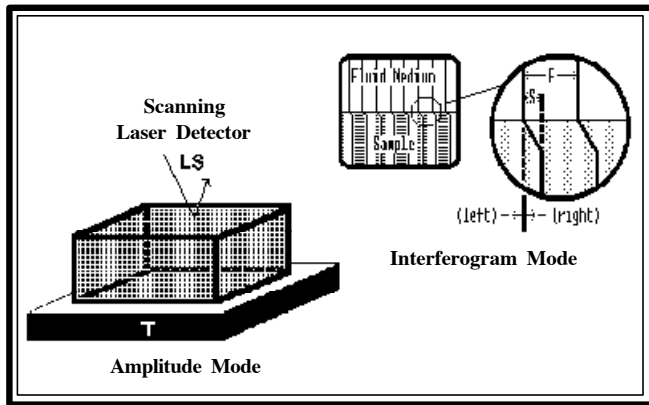 Scanning
Laser Detector
LS
T
Amplitude Mode
Fluid Medium
Sample
F
S
(left) (right)
Interferogram Mode